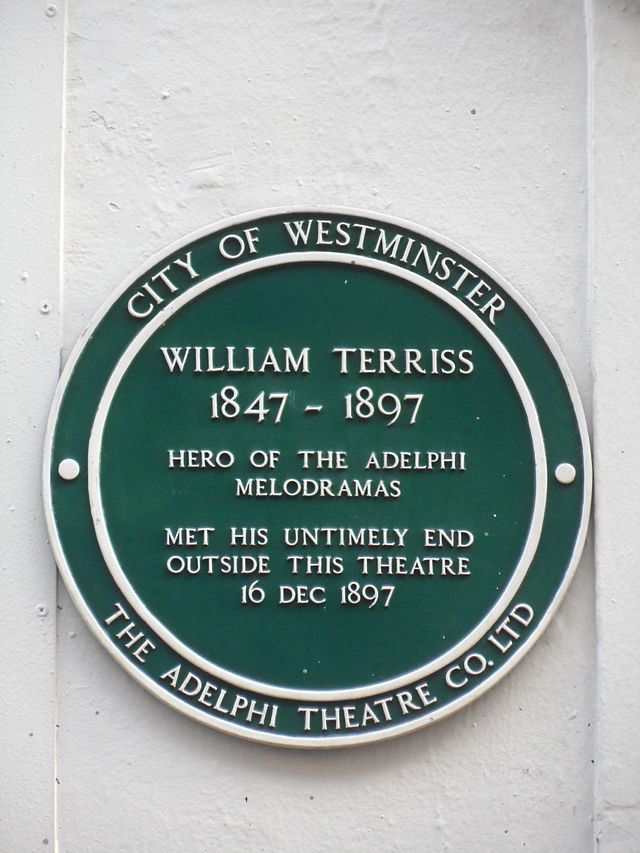 CITY OF WESTMINSTER
WILLIAM TERRISS
1847 - 1897
HERO OF THE ADELPHI
MELODRAMAS
MET HIS UNTIMELY END
OUTSIDE THIS THEATRE
16 DEC 1897
THE ADELPHI THEATRE CO. LTD